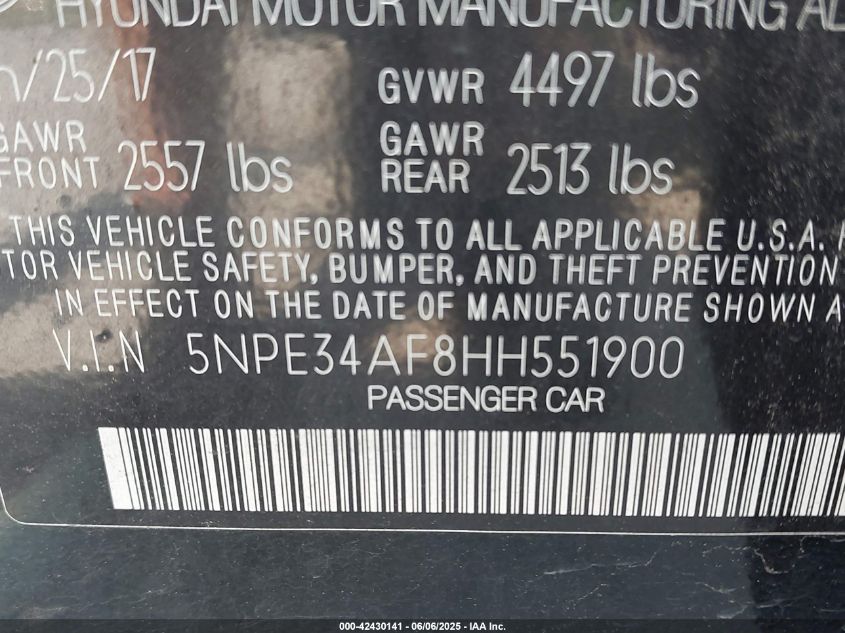 HYUNDAI MOTOR MANUFACTURING
/25/17 GVWR 4497 lbs
GAWR FRONT 2557 lbs GAWR REAR 2513 lbs
THIS VEHICLE CONFORMS TO ALL APPLICABLE U.S.A.
VEHICLE SAFETY, BUMPER, AND THEFT PREVENTION
IN EFFECT ON THE DATE OF MANUFACTURE SHOWN
V.I.N 5NPE34AF8HH551900
PASSENGER CAR
000-42430141 - 06/06/2025 - IAA Inc.